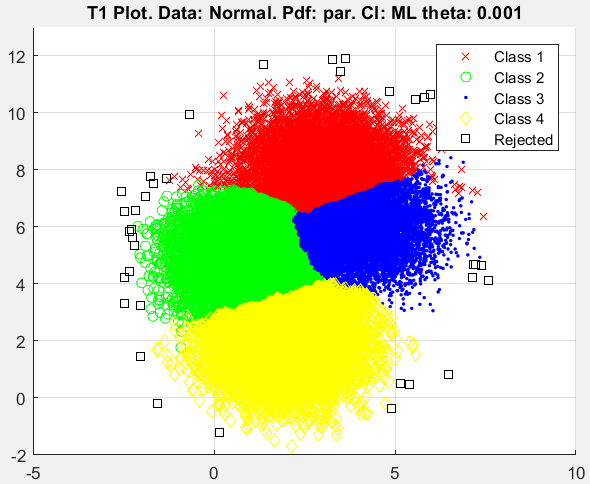 T1 Plot. Data: Normal. Pdf: par. Cl: ML theta: 0.001
12
10
8
6
4
2
0
-2
-5
0
5
10
Class 1
Class 2
Class 3
Class 4
Rejected